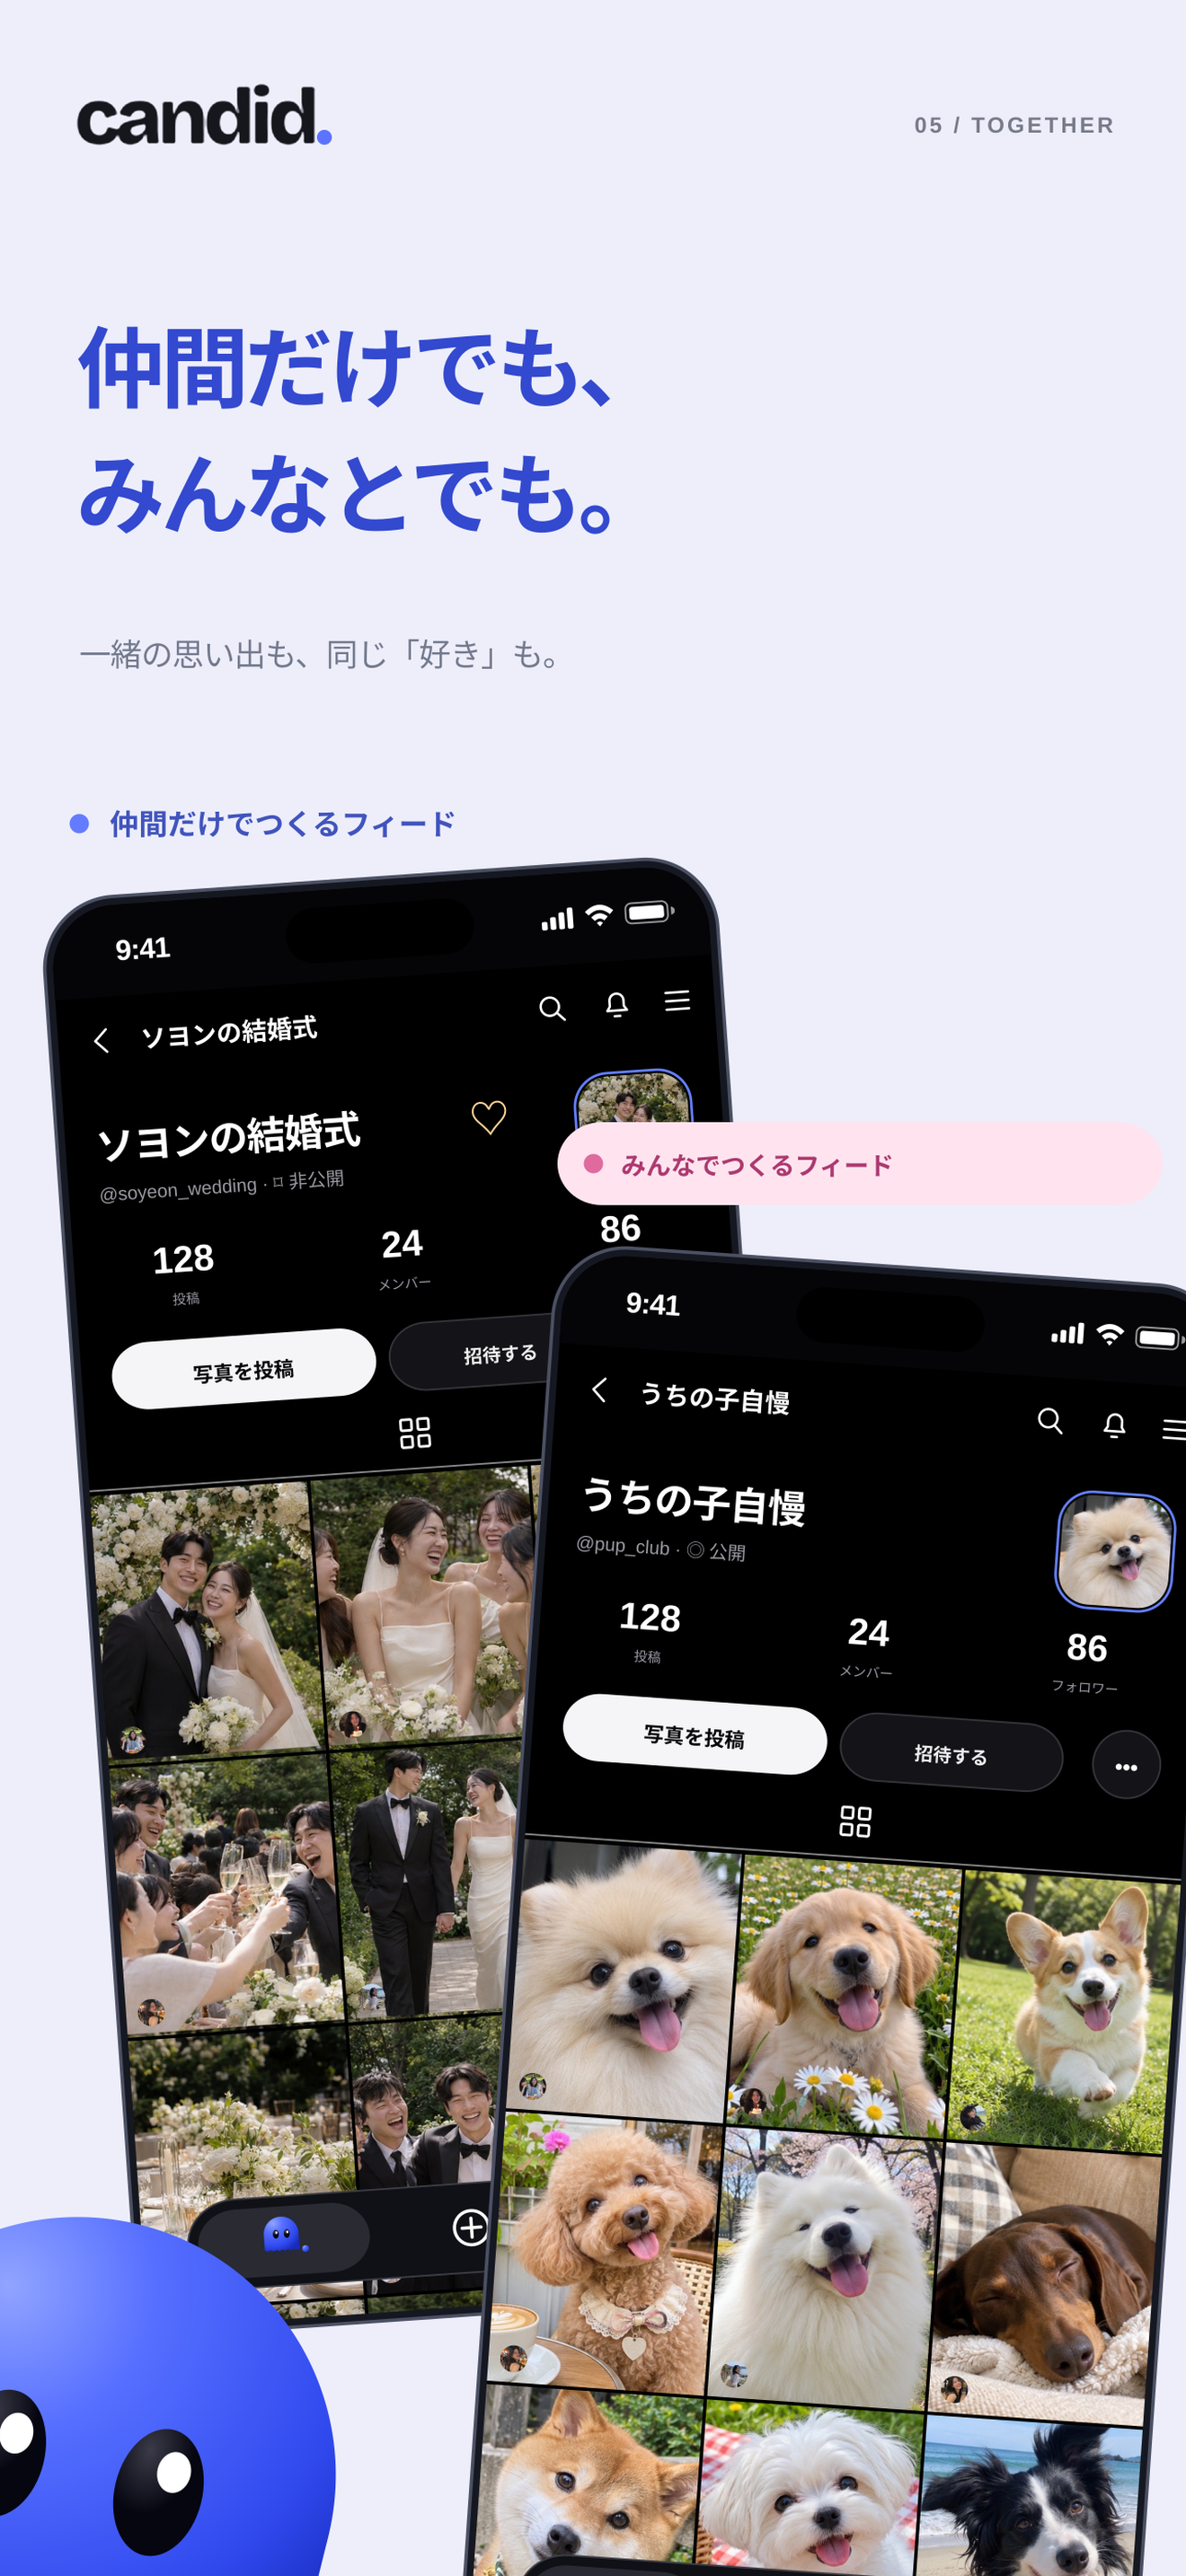 candid.
05 / TOGETHER
仲間だけでも、
みんなとでも。
一緒の思い出も、同じ「好き」も。
仲間だけでつくるフィード
9:41
ソヨンの結婚式
ソヨンの結婚式
@soyeon_wedding · 非公開
128
24
86
投稿
メンバー
写真を投稿
招待する
みんなでつくるフィード
9:41
うちの子自慢
うちの子自慢
@pup_club · ◎ 公開
128
24
86
投稿
メンバー
フォロワー
写真を投稿
招待する